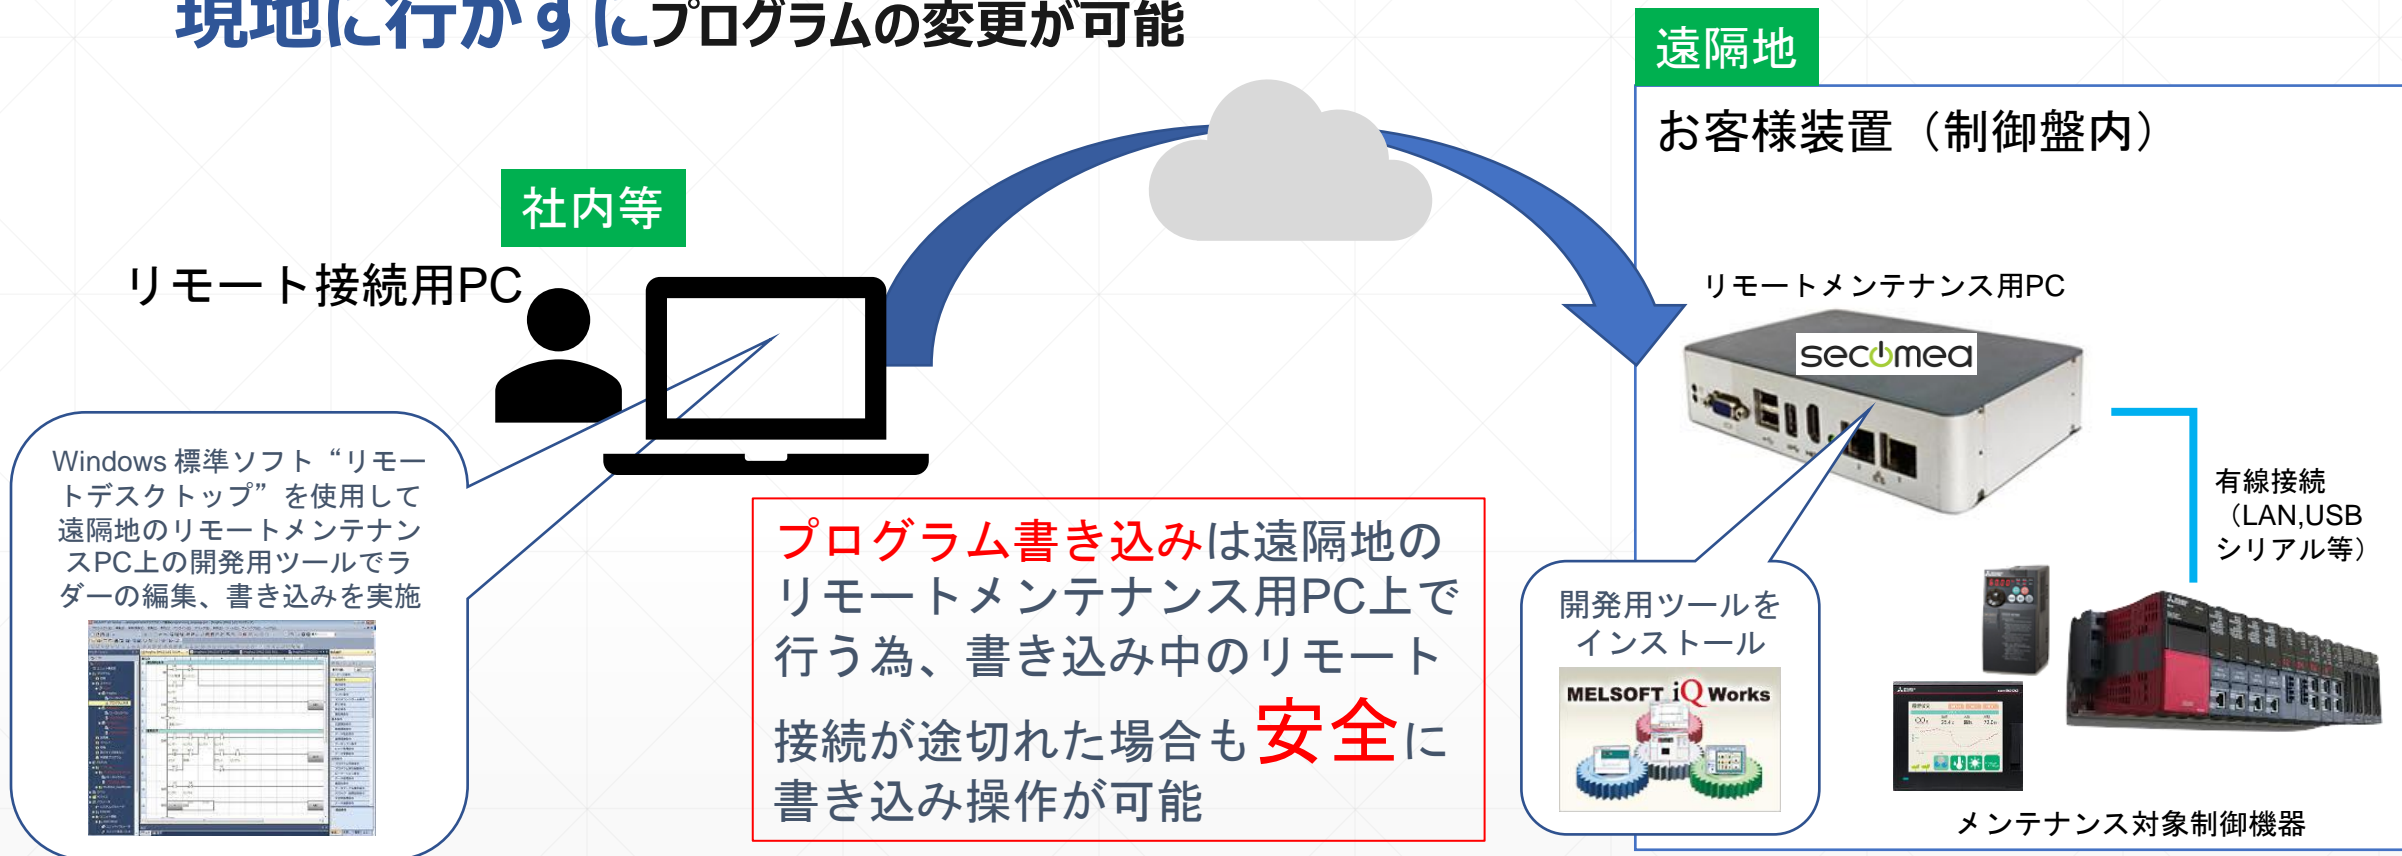 現地に行かずにプログラムの変更が可能
遠隔地
お客様装置（制御盤内）
社内等
リモート接続用PC
リモートメンテナンス用PC
secomea
Windows 標準ソフト“リモー
トデスクトップ”を使用して
遠隔地のリモートメンテナン
スPC上の開発用ツールでラ
ダーの編集、書き込みを実施
プログラム書き込みは遠隔地の
リモートメンテナンス用PC上で
行う為、書き込み中のリモート
接続が途切れた場合も安全に
書き込み操作が可能
有線接続
（LAN,USB
シリアル等）
開発用ツールを
インストール
MELSOFT iQ Works
メンテナンス対象制御機器